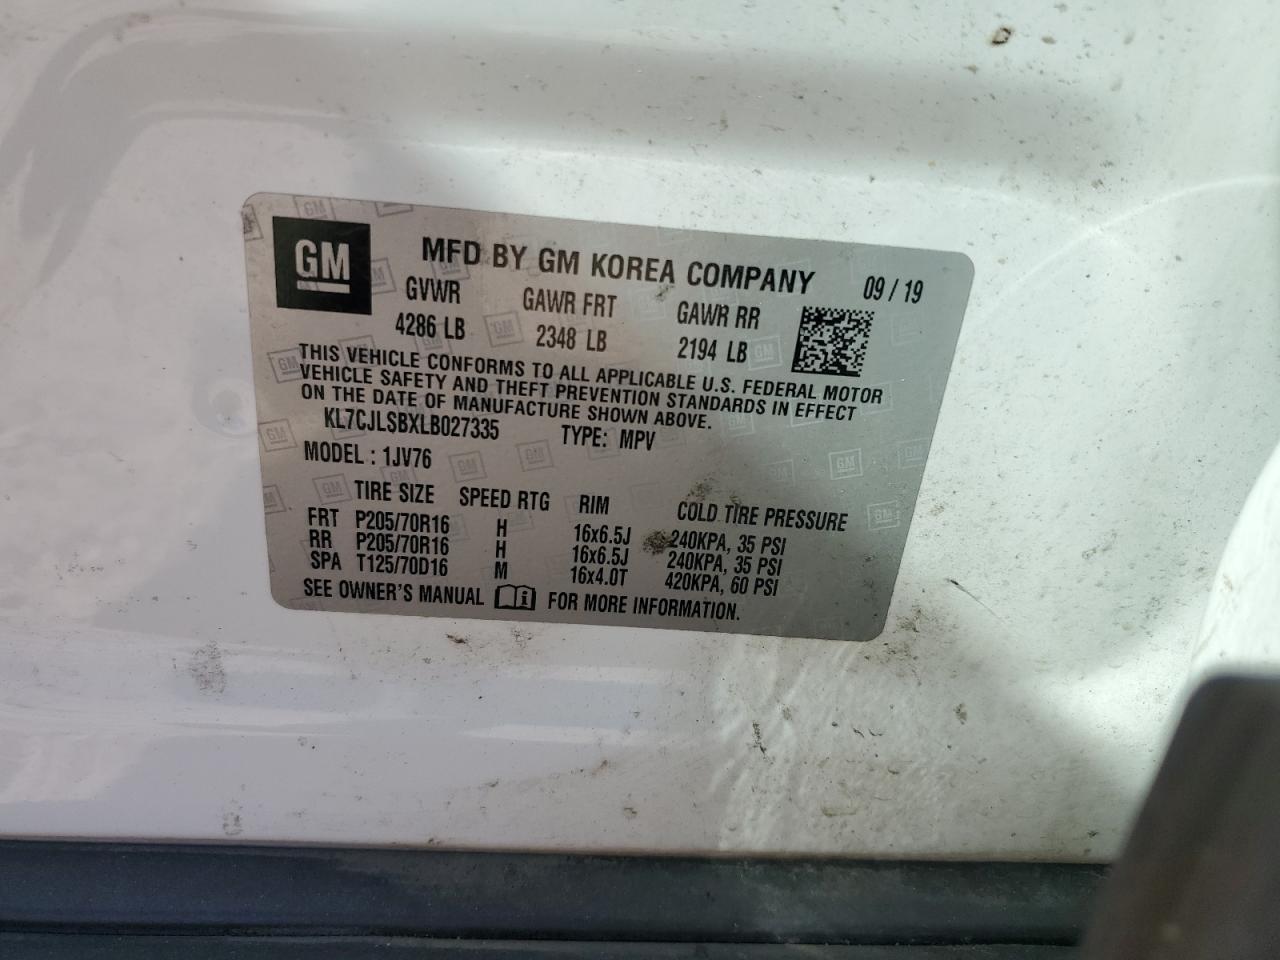 GM
MFD BY GM KOREA COMPANY 09 / 19
GVWR GAWR FRT GAWR RR
4286 LB 2348 LB 2194 LB
THIS VEHICLE CONFORMS TO ALL APPLICABLE U.S. FEDERAL MOTOR
VEHICLE SAFETY AND THEFT PREVENTION STANDARDS IN EFFECT
ON THE DATE OF MANUFACTURE SHOWN ABOVE.
KL7CJLSBXLB027335 TYPE: MPV
MODEL : 1JV76
TIRE SIZE SPEED RTG RIM COLD TIRE PRESSURE
FRT P205/70R16 H 16x6.5J 240KPA, 35 PSI
RR P205/70R16 H 16x6.5J 240KPA, 35 PSI
SPA T125/70D16 M 16x4.0T 420KPA, 60 PSI
SEE OWNER'S MANUAL FOR MORE INFORMATION.